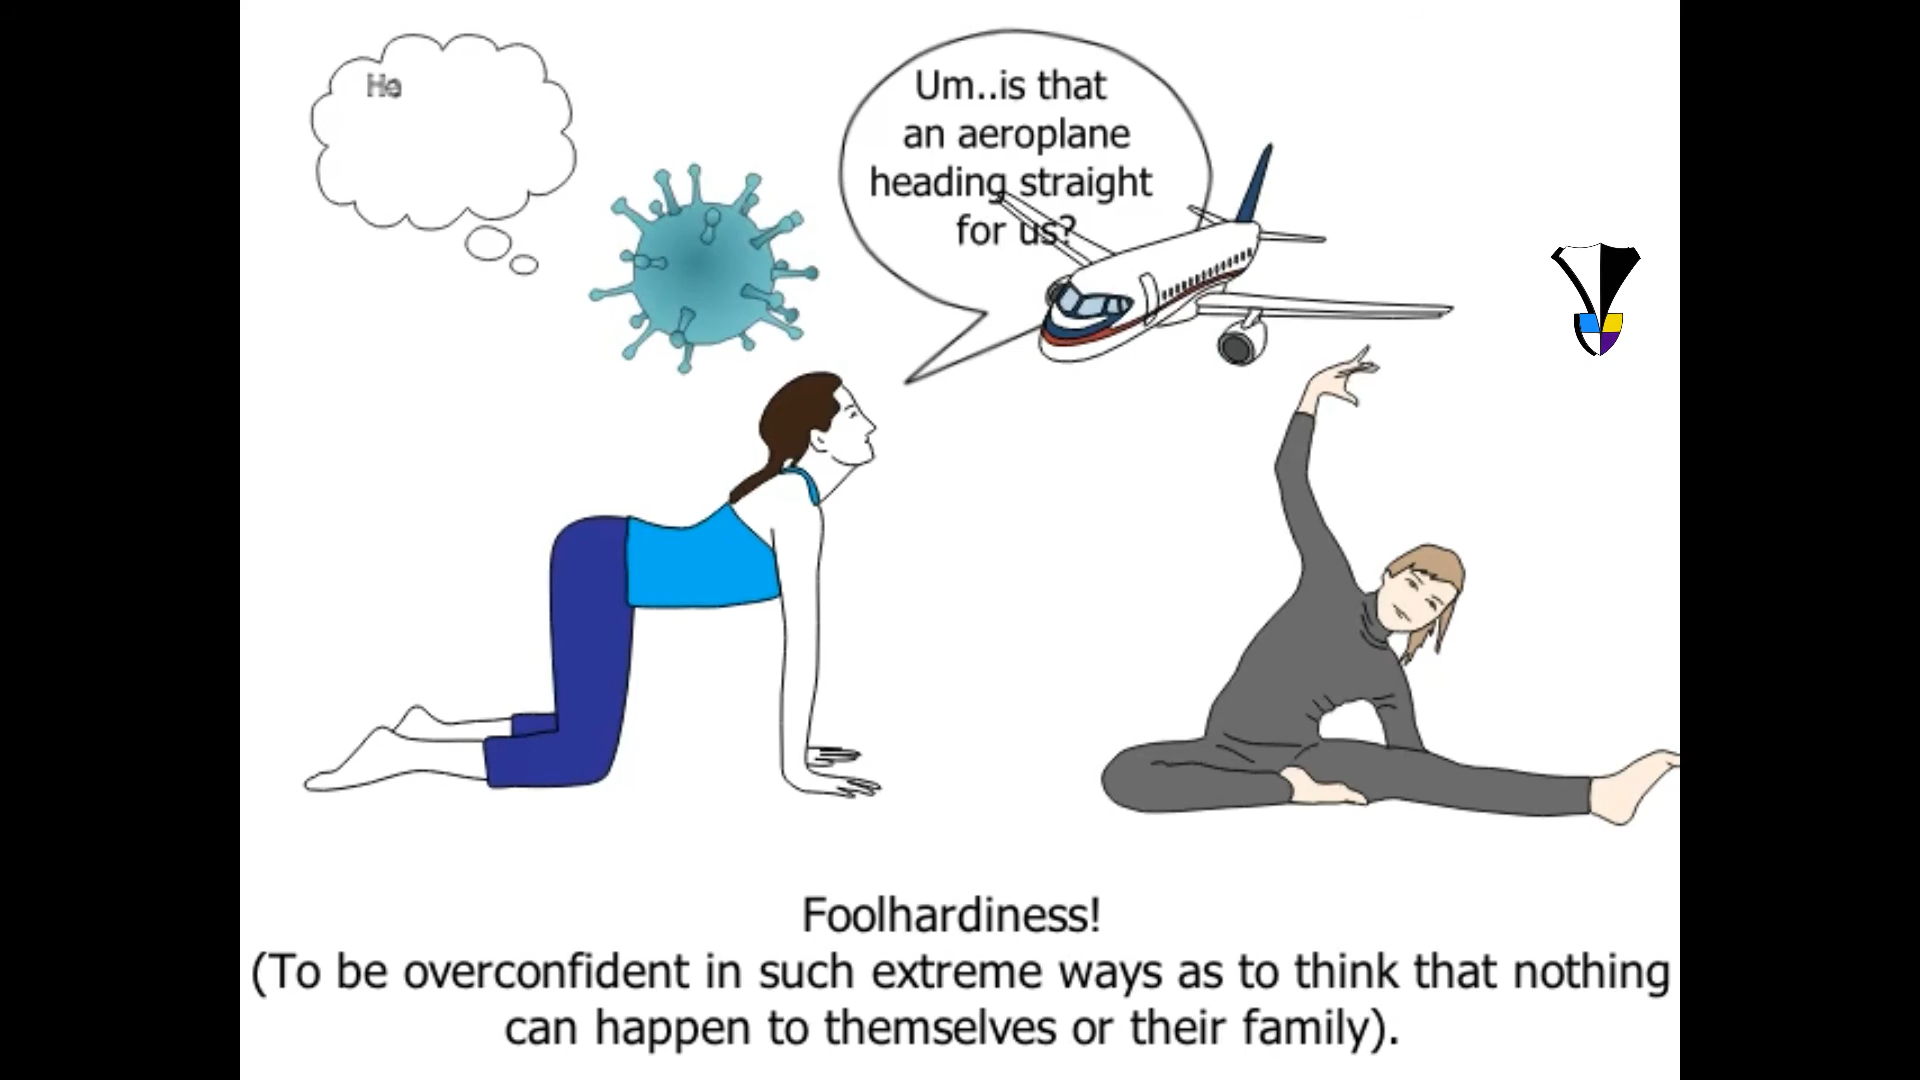 He
Um..is that
an aeroplane
heading straight
for us?
Foolhardiness!
(To be overconfident in such extreme ways as to think that nothing
can happen to themselves or their family).